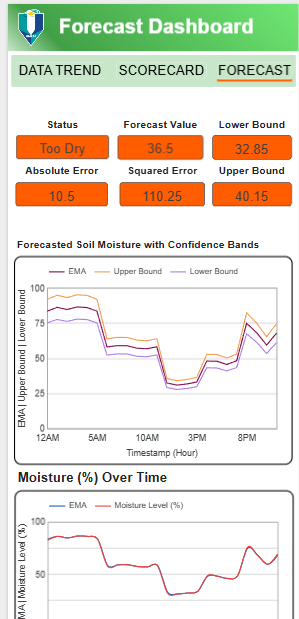 Forecast Dashboard
DATA TREND SCORECARD FORECAST
Status Forecast Value Lower Bound
Too Dry 36.5 32.85
Absolute Error Squared Error Upper Bound
10.5 110.25 40.15
Forecasted Soil Moisture with Confidence Bands
EMA Upper Bound Lower Bound
EMA | Upper Bound | Lower Bound
100
75
50
25
0
12AM 5AM 10AM 3PM 8PM
Timestamp (Hour)
Moisture (%) Over Time
EMA Moisture Level (%)
EMA | Moisture Level (%)
100
50